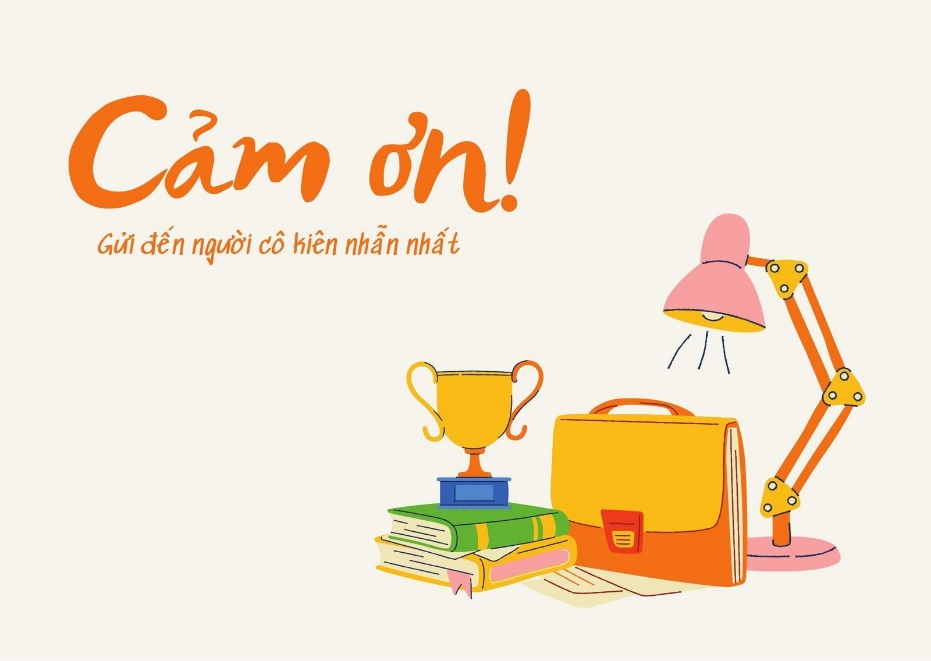 Cảm ơn!
Gửi đến người cô kiên nhẫn nhất